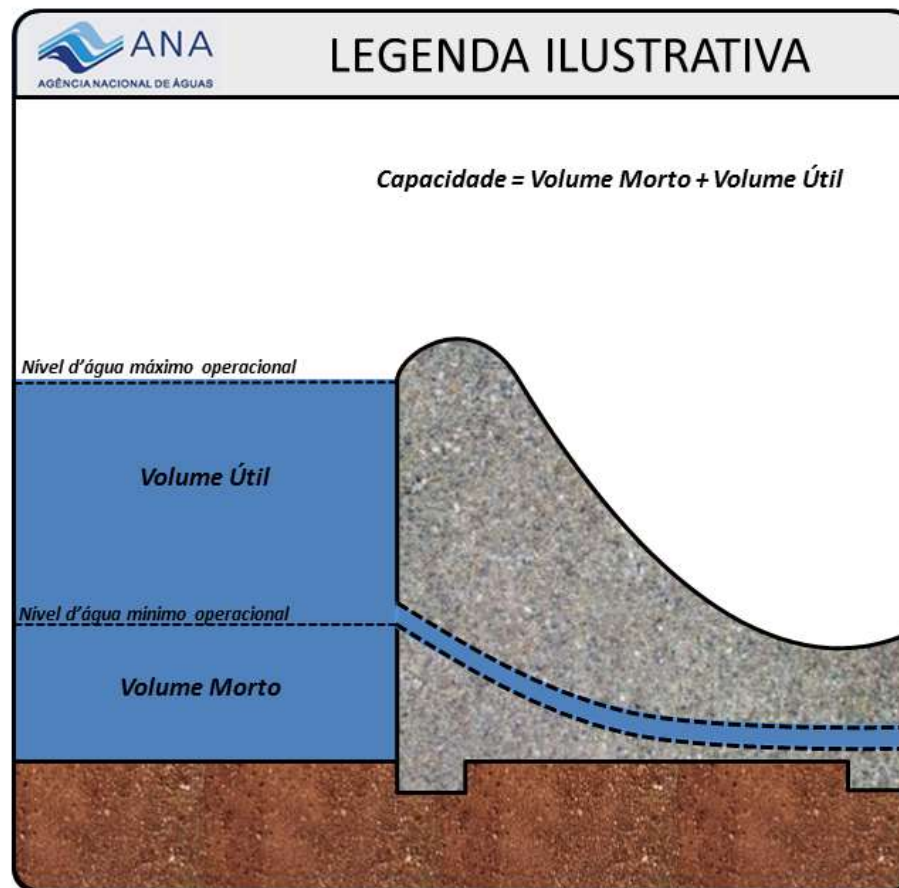 ANA
AGÊNCIA NACIONAL DE ÁGUAS
LEGENDA ILUSTRATIVA
Capacidade = Volume Morto + Volume Útil
Nível d'água máximo operacional
Volume Útil
Nível d'água mínimo operacional
Volume Morto